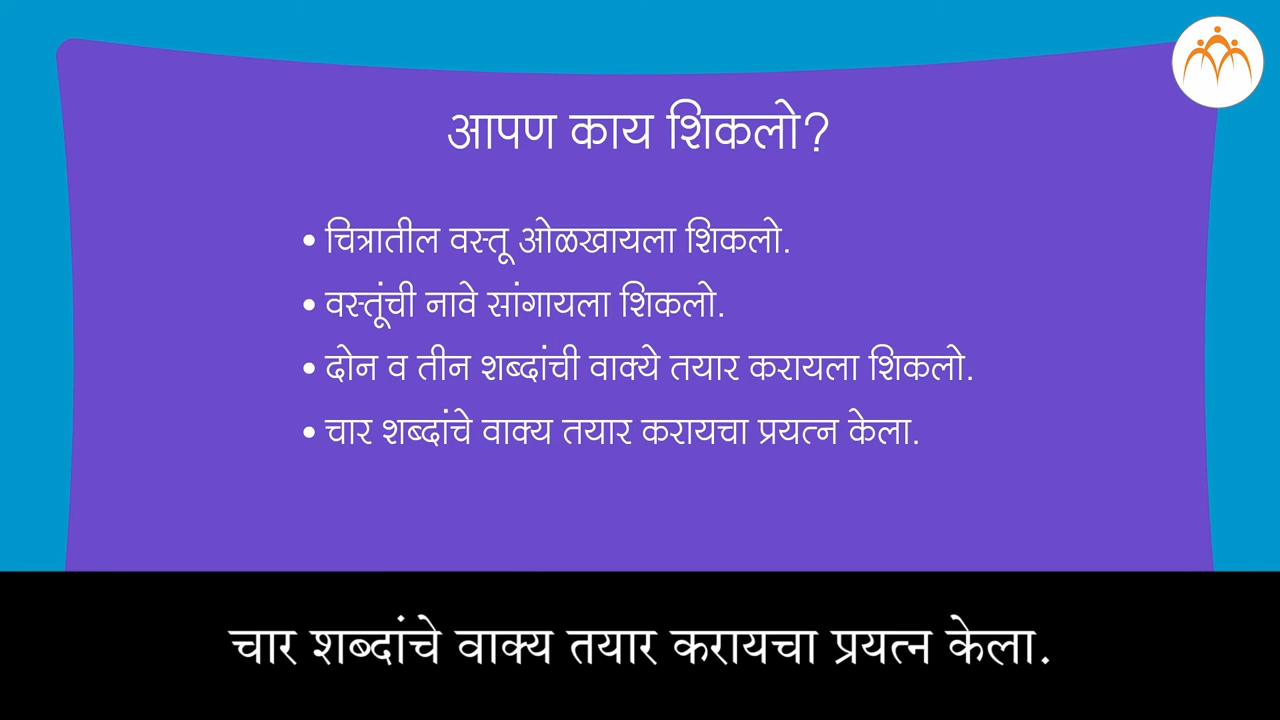 आपण काय शिकलो?
• चित्रातील वस्तू ओळखायला शिकलो.
• वस्तूंची नावे सांगायला शिकलो.
• दोन व तीन शब्दांची वाक्ये तयार करायला शिकलो.
• चार शब्दांचे वाक्य तयार करायचा प्रयत्न केला.
चार शब्दांचे वाक्य तयार करायचा प्रयत्न केला.